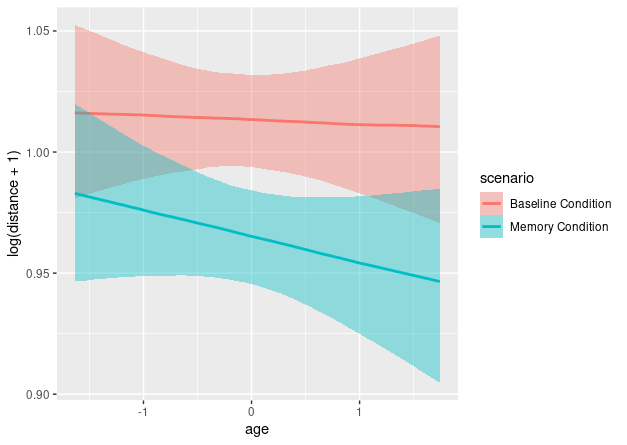 1.05
1.00
0.95
0.90
log(distance + 1)
-1
0
1
age
scenario
Baseline Condition
Memory Condition